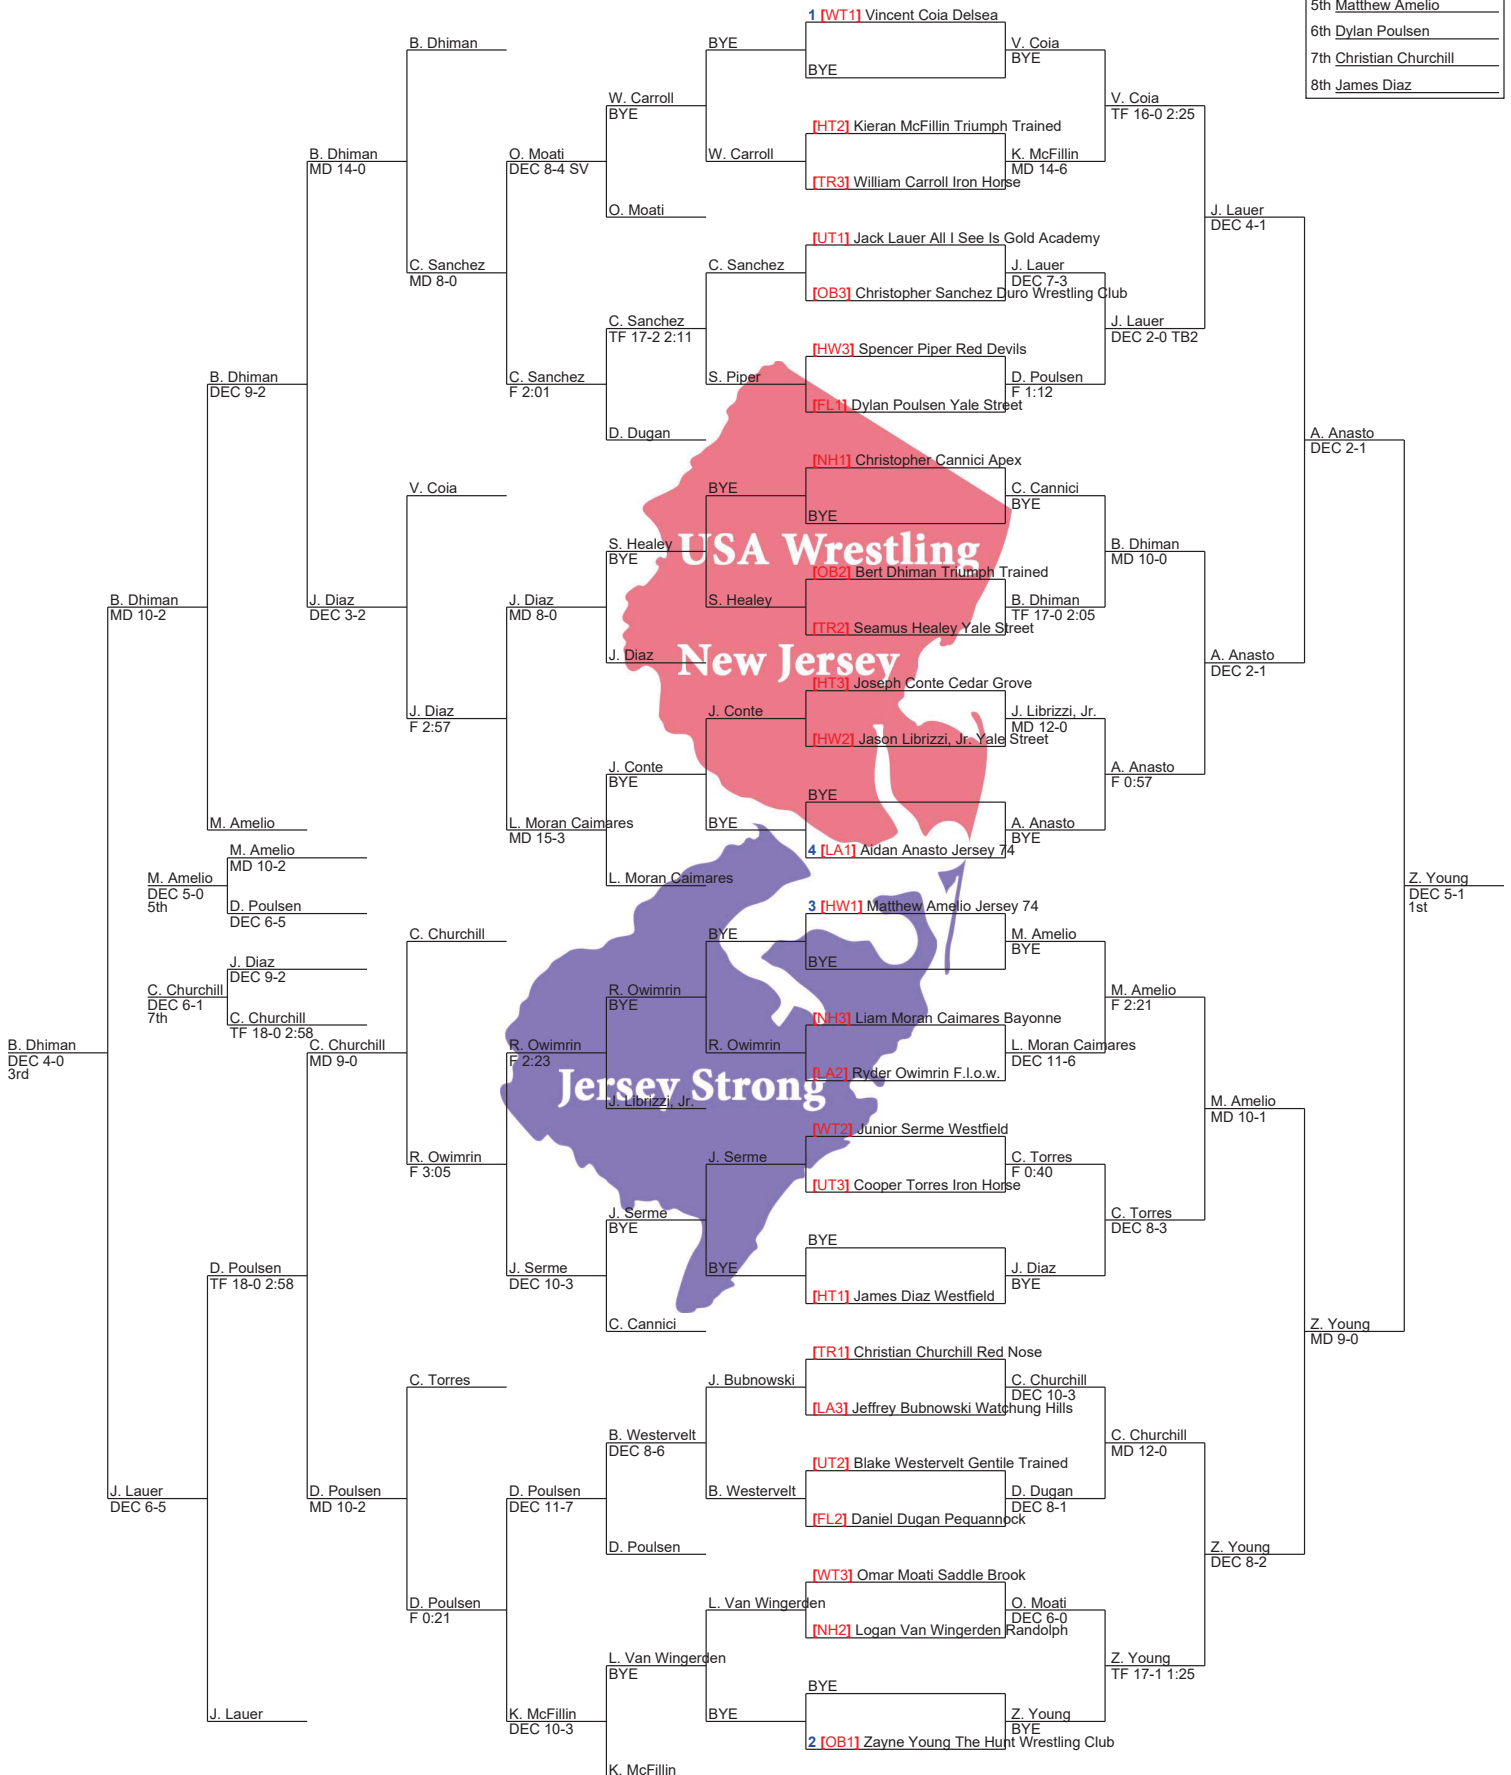 5th Matthew Amelio
6th Dylan Poulsen
7th Christian Churchill
8th James Diaz
1 [WT1] Vincent Coia Delsea
BYE
[HT2] Kieran McFillin Triumph Trained
[TR3] William Carroll Iron Horse
[UT1] Jack Lauer All I See Is Gold Academy
[OB3] Christopher Sanchez Duro Wrestling Club
[HW3] Spencer Piper Red Devils
[FL1] Dylan Poulsen Yale Street
[NH1] Christopher Cannici Apex
BYE
[OB2] Bert Dhiman Triumph Trained
[TR2] Seamus Healey Yale Street
[HT3] Joseph Conte Cedar Grove
[HW2] Jason Librizzi, Jr. Yale Street
BYE
4 [LA1] Aidan Anasto Jersey 74
3 [HW1] Matthew Amelio Jersey 74
BYE
[NH3] Liam Moran Caimares Bayonne
[LA2] Ryder Owimrin F.l.o.w.
[WT2] Junior Serme Westfield
[UT3] Cooper Torres Iron Horse
BYE
[HT1] James Diaz Westfield
[TR1] Christian Churchill Red Nose
[LA3] Jeffrey Bubnowski Watchung Hills
[UT2] Blake Westervelt Gentile Trained
[FL2] Daniel Dugan Pequannock
[WT3] Omar Moati Saddle Brook
[NH2] Logan Van Wingerden Randolph
BYE
2 [OB1] Zayne Young The Hunt Wrestling Club
V. Coia
BYE
K. McFillin
MD 14-6
J. Lauer
DEC 7-3
D. Poulsen
F 1:12
C. Cannici
BYE
B. Dhiman
TF 17-0 2:05
J. Librizzi, Jr.
MD 12-0
A. Anasto
BYE
M. Amelio
BYE
L. Moran Caimares
DEC 11-6
C. Torres
F 0:40
J. Diaz
BYE
C. Churchill
DEC 10-3
D. Dugan
DEC 8-1
O. Moati
DEC 6-0
Z. Young
BYE
V. Coia
TF 16-0 2:25
J. Lauer
DEC 2-0 TB2
B. Dhiman
MD 10-0
A. Anasto
F 0:57
M. Amelio
F 2:21
C. Torres
DEC 8-3
C. Churchill
MD 12-0
Z. Young
TF 17-1 1:25
J. Lauer
DEC 4-1
A. Anasto
DEC 2-1
M. Amelio
MD 10-1
Z. Young
DEC 8-2
A. Anasto
DEC 2-1
Z. Young
MD 9-0
Z. Young
DEC 5-1
1st
BYE
W. Carroll
C. Sanchez
S. Piper
BYE
S. Healey
J. Conte
BYE
BYE
R. Owimrin
J. Serme
BYE
J. Bubnowski
B. Westervelt
L. Van Wingerden
BYE
W. Carroll
BYE
O. Moati
C. Sanchez
TF 17-2 2:11
D. Dugan
S. Healey
BYE
J. Diaz
J. Conte
BYE
L. Moran Caimares
R. Owimrin
BYE
J. Librizzi, Jr.
J. Serme
BYE
C. Cannici
B. Westervelt
DEC 8-6
D. Poulsen
L. Van Wingerden
BYE
K. McFillin
O. Moati
DEC 8-4 SV
C. Sanchez
F 2:01
J. Diaz
MD 8-0
L. Moran Caimares
MD 15-3
R. Owimrin
F 2:23
J. Serme
DEC 10-3
D. Poulsen
DEC 11-7
K. McFillin
DEC 10-3
B. Dhiman
C. Sanchez
MD 8-0
V. Coia
J. Diaz
F 2:57
C. Churchill
R. Owimrin
F 3:05
C. Torres
D. Poulsen
F 0:21
B. Dhiman
MD 14-0
J. Diaz
DEC 3-2
C. Churchill
MD 9-0
D. Poulsen
MD 10-2
B. Dhiman
DEC 9-2
M. Amelio
D. Poulsen
TF 18-0 2:58
J. Lauer
B. Dhiman
MD 10-2
J. Lauer
DEC 6-5
B. Dhiman
DEC 4-0
3rd
M. Amelio
MD 10-2
D. Poulsen
DEC 6-5
M. Amelio
DEC 5-0
5th
J. Diaz
DEC 9-2
C. Churchill
TF 18-0 2:58
C. Churchill
DEC 6-1
7th
USA Wrestling
New Jersey
Jersey Strong